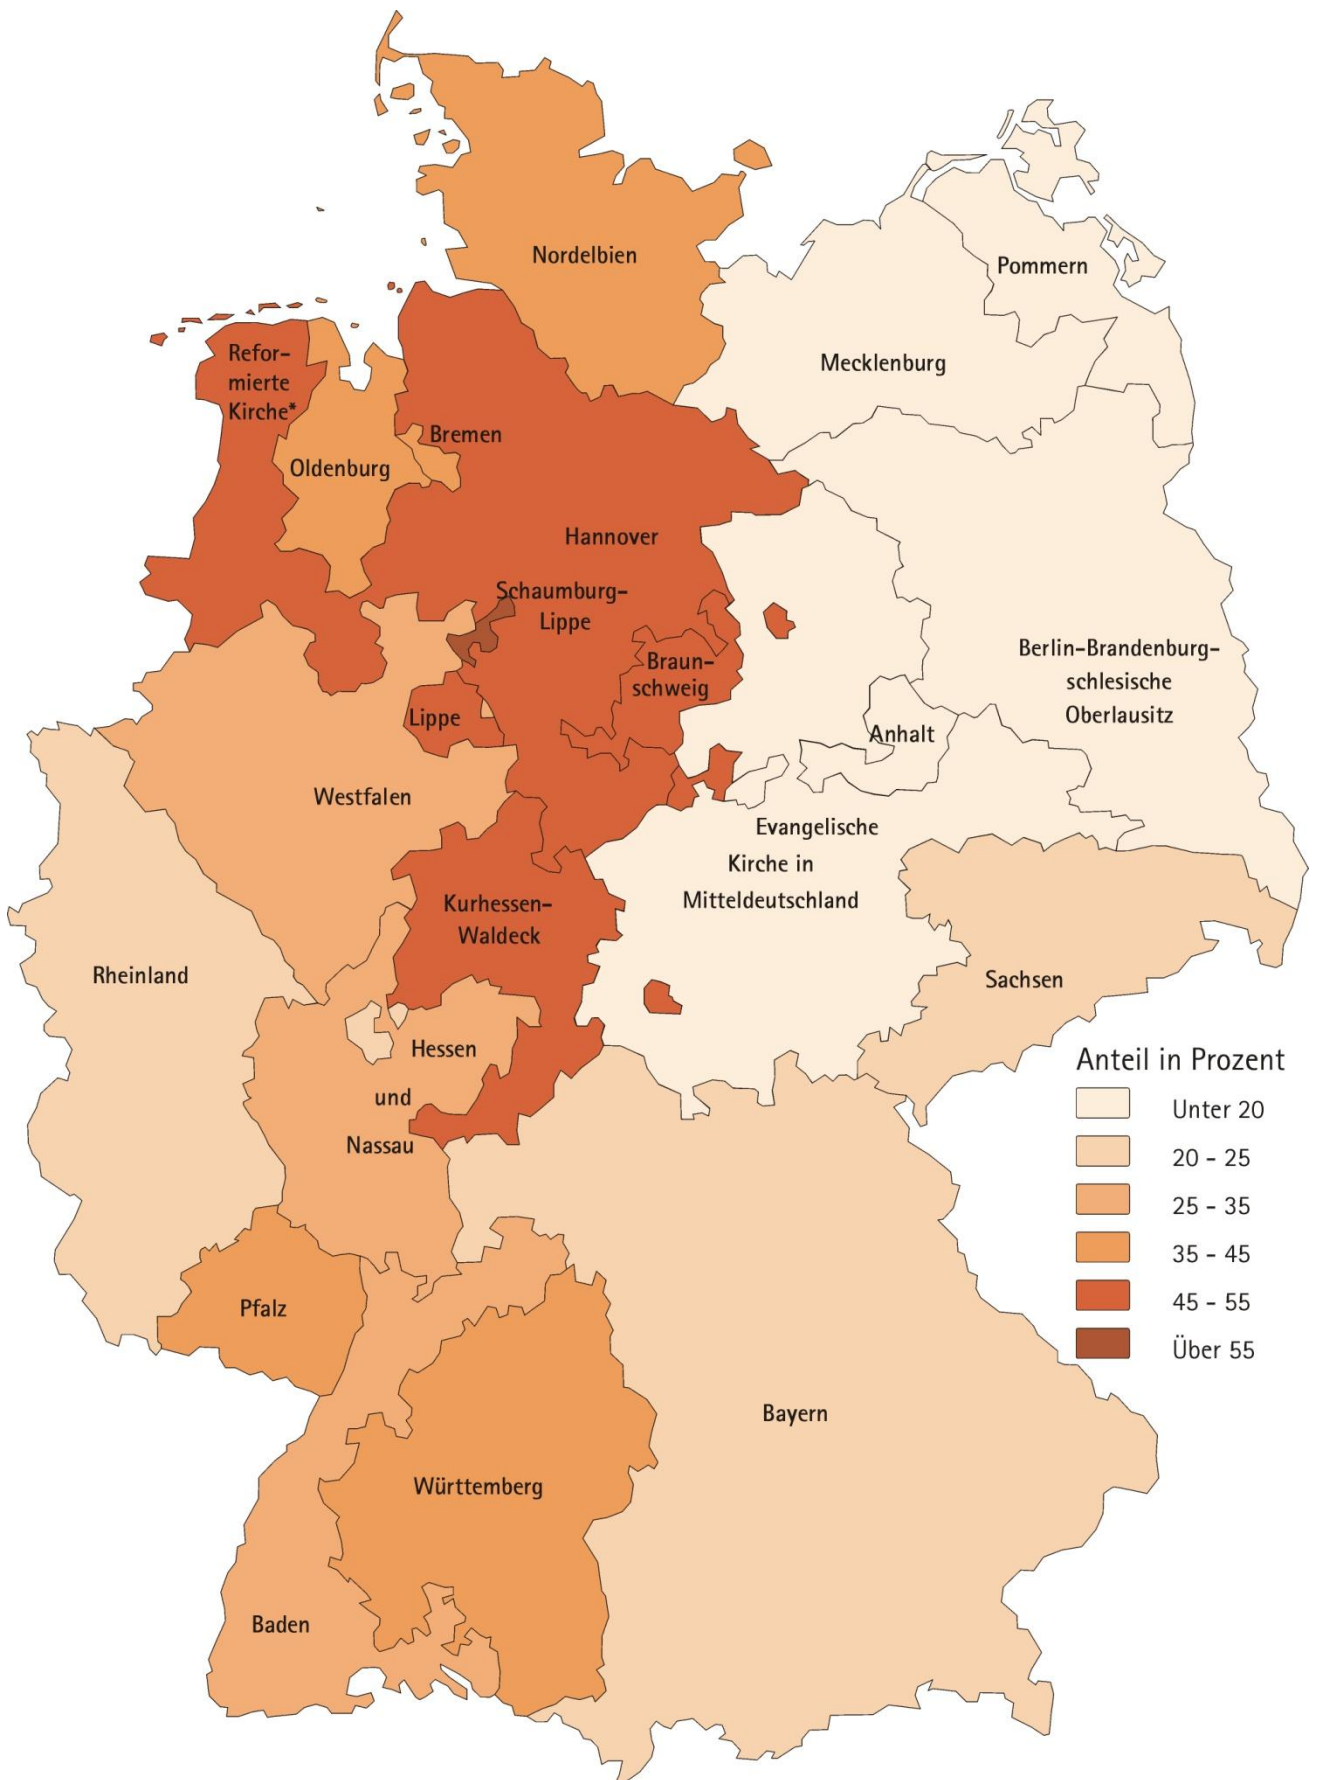 Nordelbien
Pommern
Mecklenburg
Refor-
mierte
Kirche*
Bremen
Oldenburg
Hannover
Schaumburg-
Lippe
Braun-
schweig
Berlin-Brandenburg-
schlesische
Oberlausitz
Lippe
Anhalt
Westfalen
Evangelische
Kirche in
Mitteldeutschland
Kurhessen-
Waldeck
Rheinland
Sachsen
Hessen
und
Nassau
Anteil in Prozent
Unter 20
20 - 25
25 - 35
35 - 45
45 - 55
Über 55
Pfalz
Bayern
Württemberg
Baden